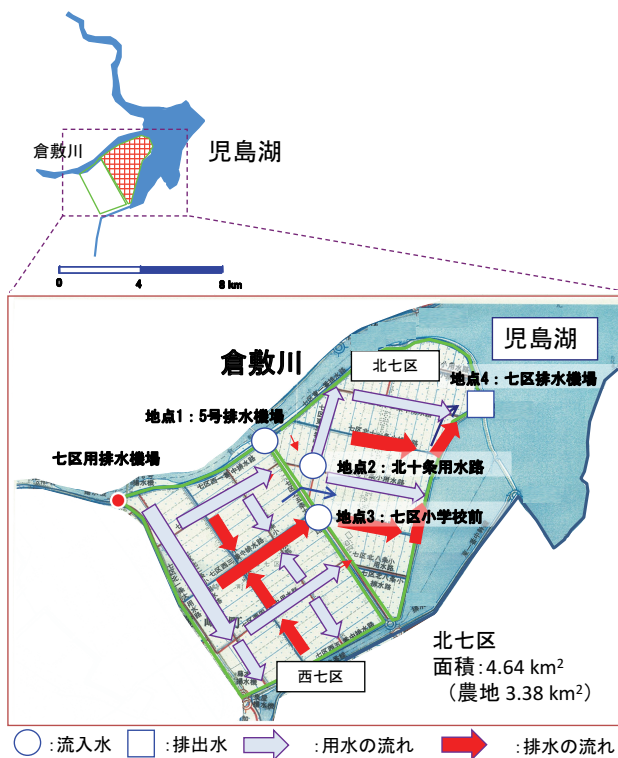 倉敷川
児島湖
0 4 8 km
児島湖
倉敷川
北七区
地点4：七区排水機場
地点1：5号排水機場
七区用排水機場
地点2：北十条用水路
地点3：七区小学校前
西七区
北七区
面積：4.64 km²
（農地 3.38 km²）
：流入水 ：排出水 ：用水の流れ ：排水の流れ